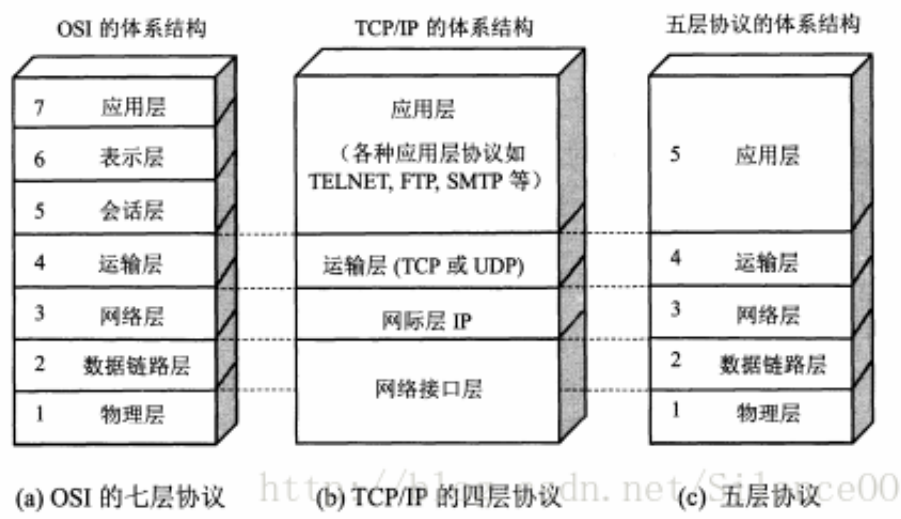 OSI 的体系结构
7 应用层
6 表示层
5 会话层
4 运输层
3 网络层
2 数据链路层
1 物理层
(a) OSI 的七层协议
TCP/IP 的体系结构
应用层
（各种应用层协议如
TELNET, FTP, SMTP 等）
运输层 (TCP 或 UDP)
网际层 IP
网络接口层
(b) TCP/IP 的四层协议
五层协议的体系结构
5 应用层
4 运输层
3 网络层
2 数据链路层
1 物理层
(c) 五层协议